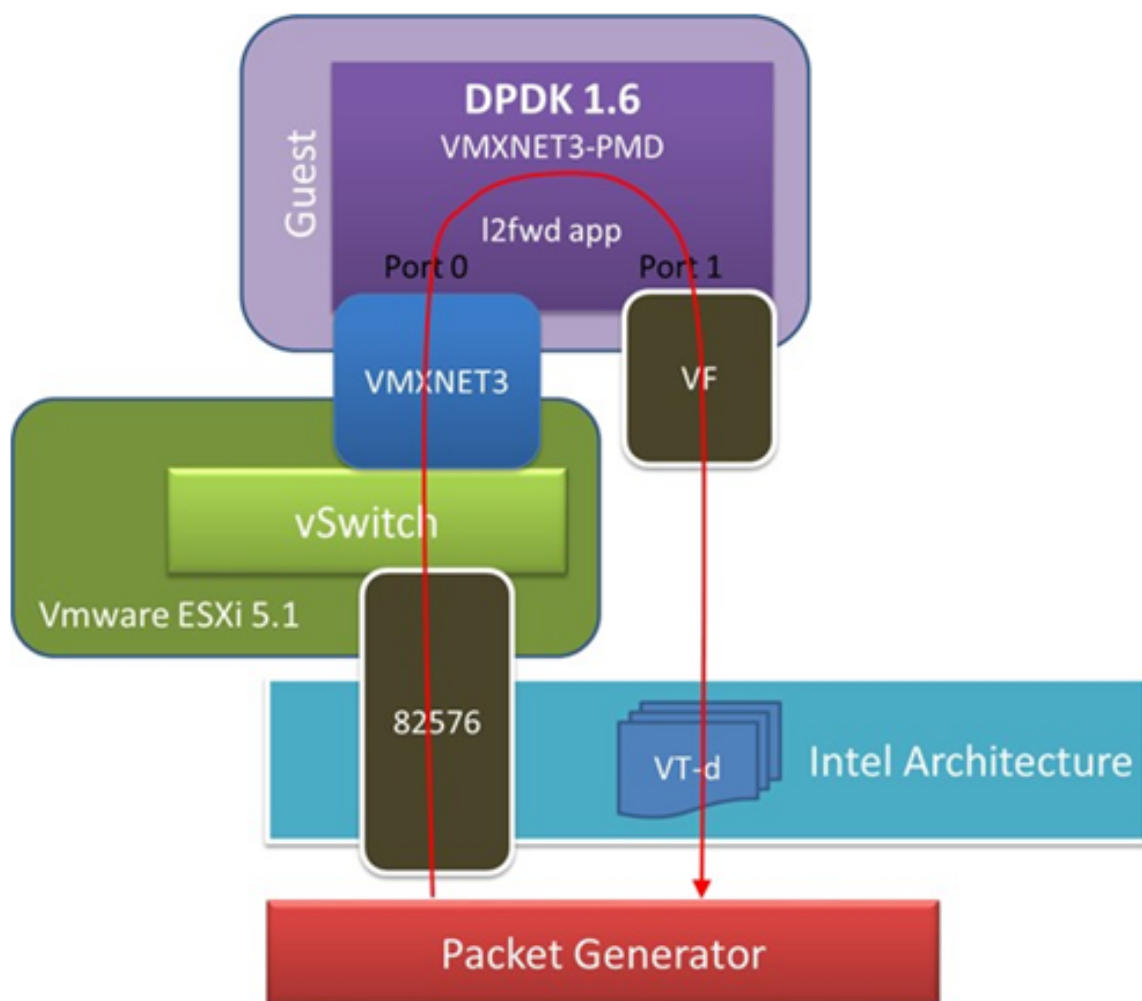 DPDK 1.6
VMXNET3-PMD
Guest
l2fwd app
Port 0
Port 1
VMXNET3
VF
vSwitch
Vmware ESXi 5.1
82576
VT-d
Intel Architecture
Packet Generator